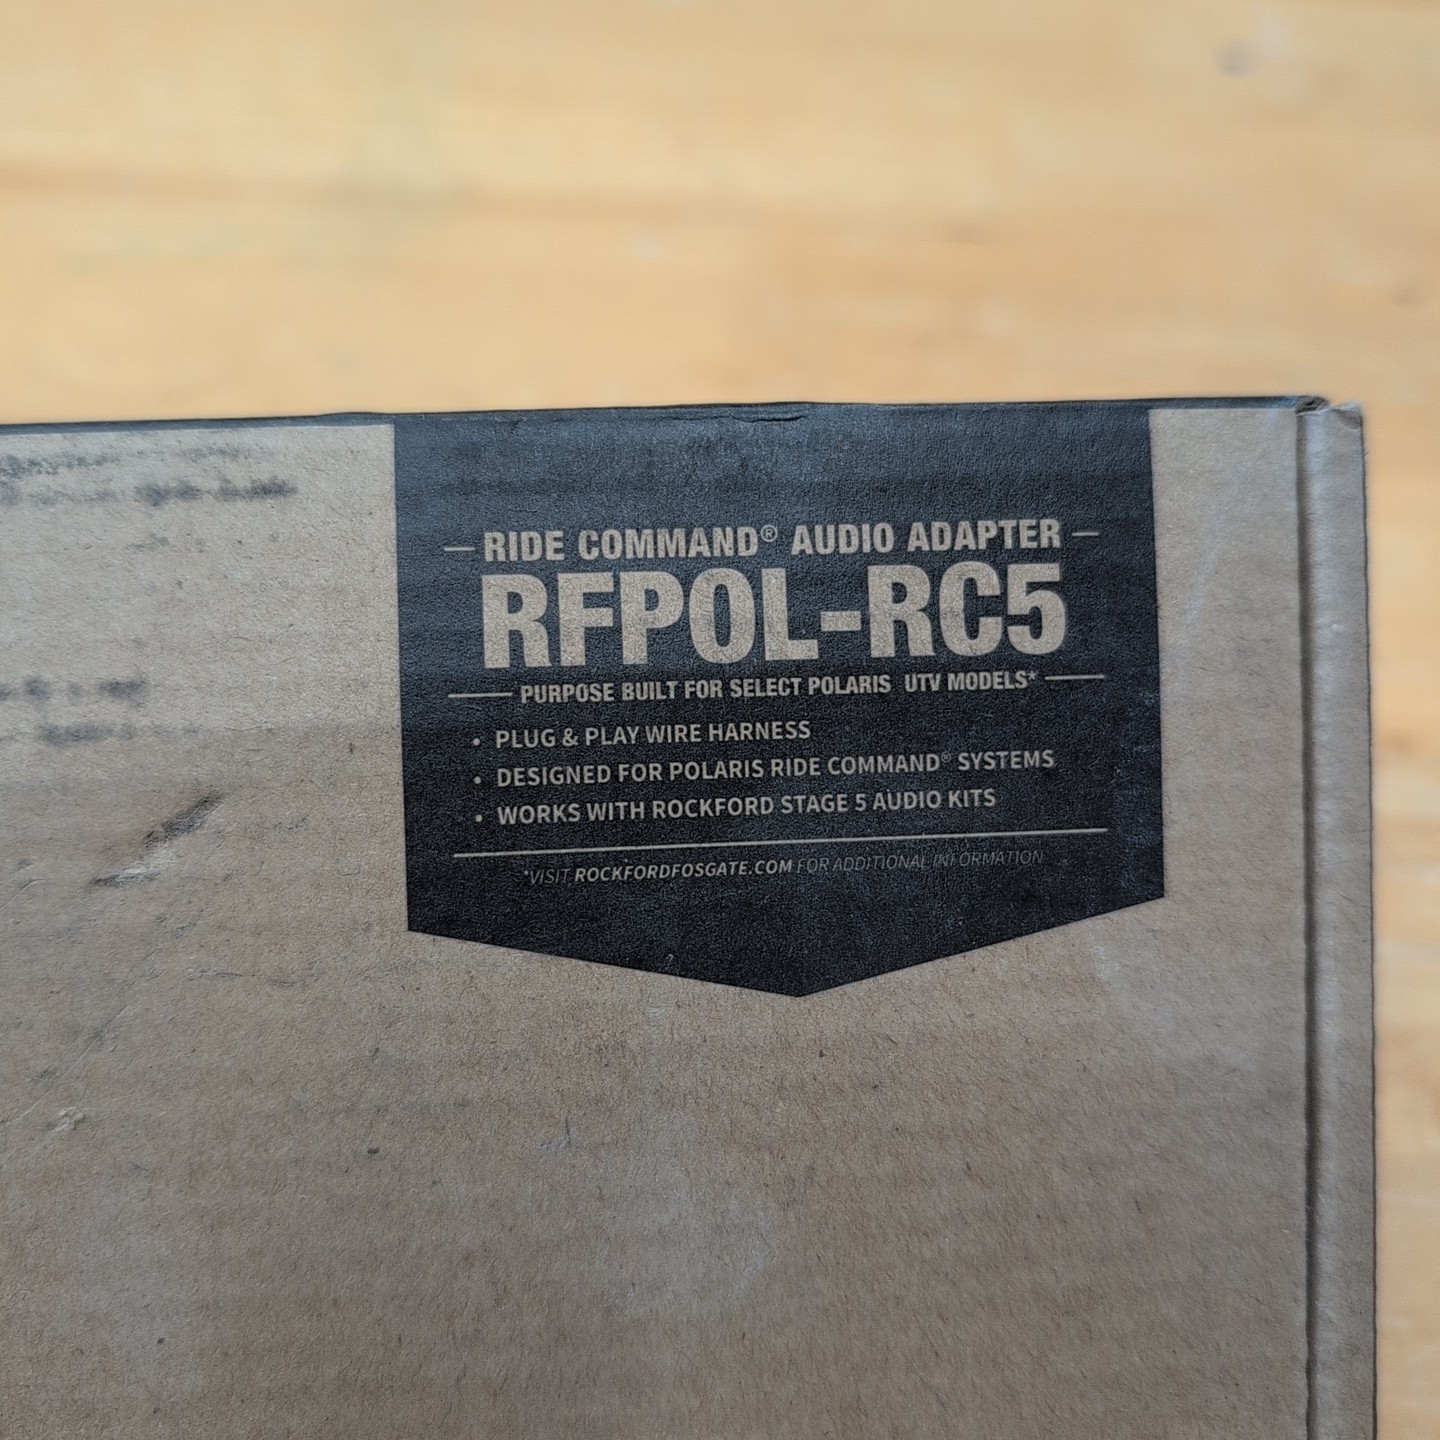 RIDE COMMAND® AUDIO ADAPTER
RFPOL-RC5
PURPOSE BUILT FOR SELECT POLARIS UTV MODELS*
• PLUG & PLAY WIRE HARNESS
• DESIGNED FOR POLARIS RIDE COMMAND® SYSTEMS
• WORKS WITH ROCKFORD STAGE 5 AUDIO KITS
*VISIT ROCKFORDFOSGATE.COM FOR ADDITIONAL INFORMATION